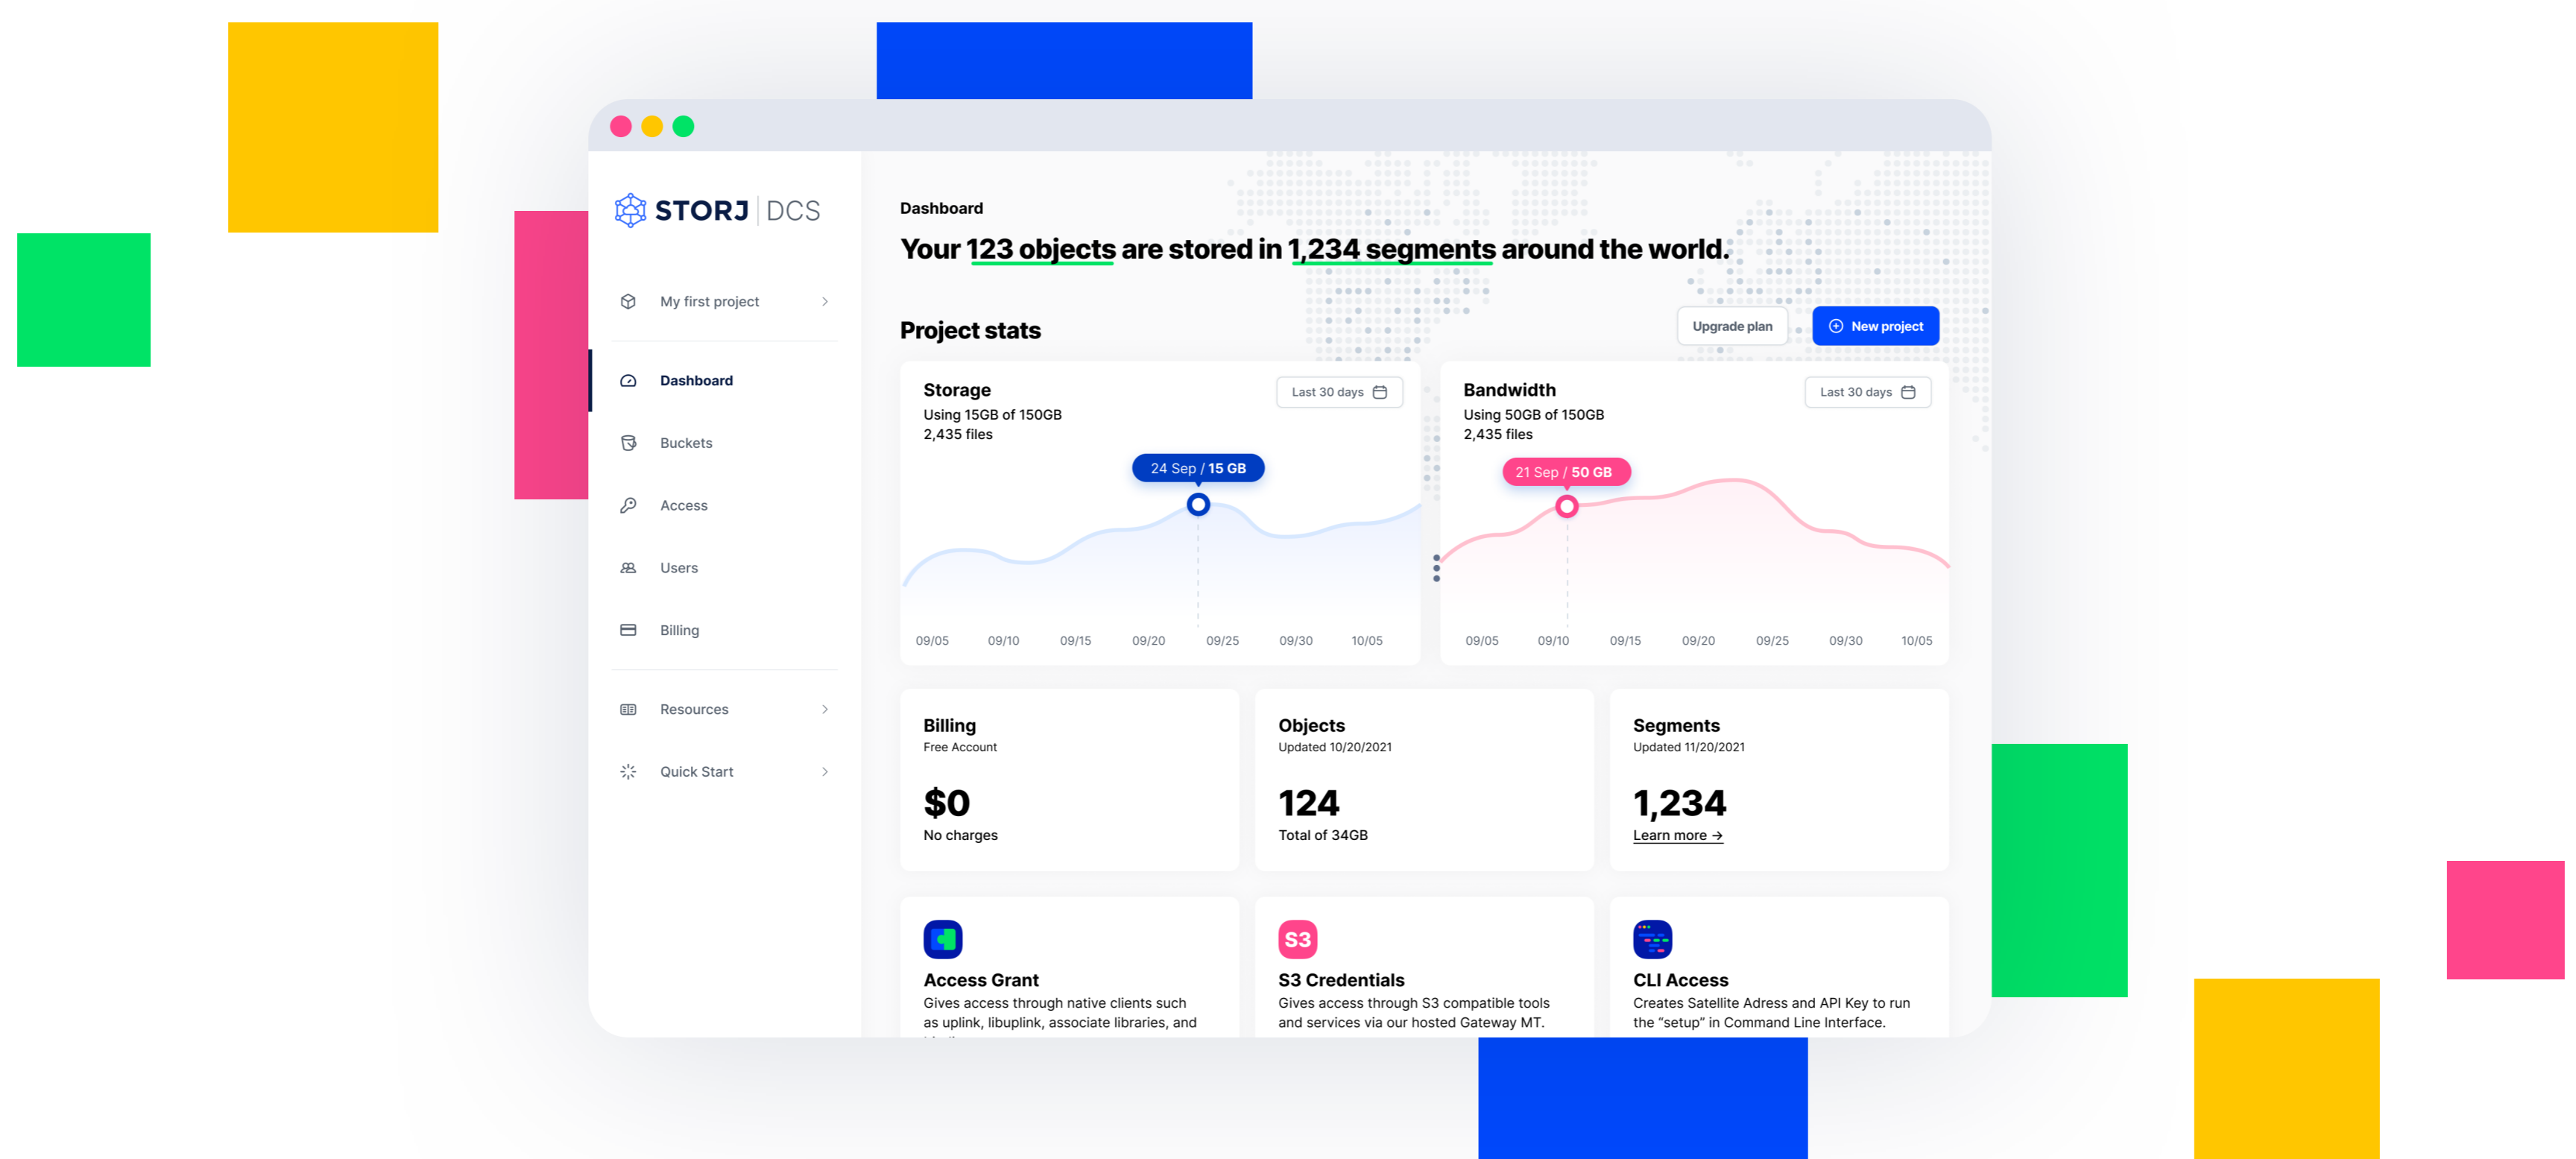 STORJ DCS
My first project
Dashboard
Buckets
Access
Users
Billing
Resources
Quick Start
Dashboard
Your 123 objects are stored in 1,234 segments around the world.
Project stats
Upgrade plan
New project
Storage
Using 15GB of 150GB
2,435 files
Last 30 days
24 Sep / 15 GB
09/05 09/10 09/15 09/20 09/25 09/30 10/05
Bandwidth
Using 50GB of 150GB
2,435 files
Last 30 days
21 Sep / 50 GB
09/05 09/10 09/15 09/20 09/25 09/30 10/05
Billing
Free Account
$0
No charges
Objects
Updated 10/20/2021
124
Total of 34GB
Segments
Updated 11/20/2021
1,234
Learn more →
Access Grant
Gives access through native clients such
as uplink, libuplink, associate libraries, and
S3
S3 Credentials
Gives access through S3 compatible tools
and services via our hosted Gateway MT.
CLI Access
Creates Satellite Adress and API Key to run
the “setup” in Command Line Interface.